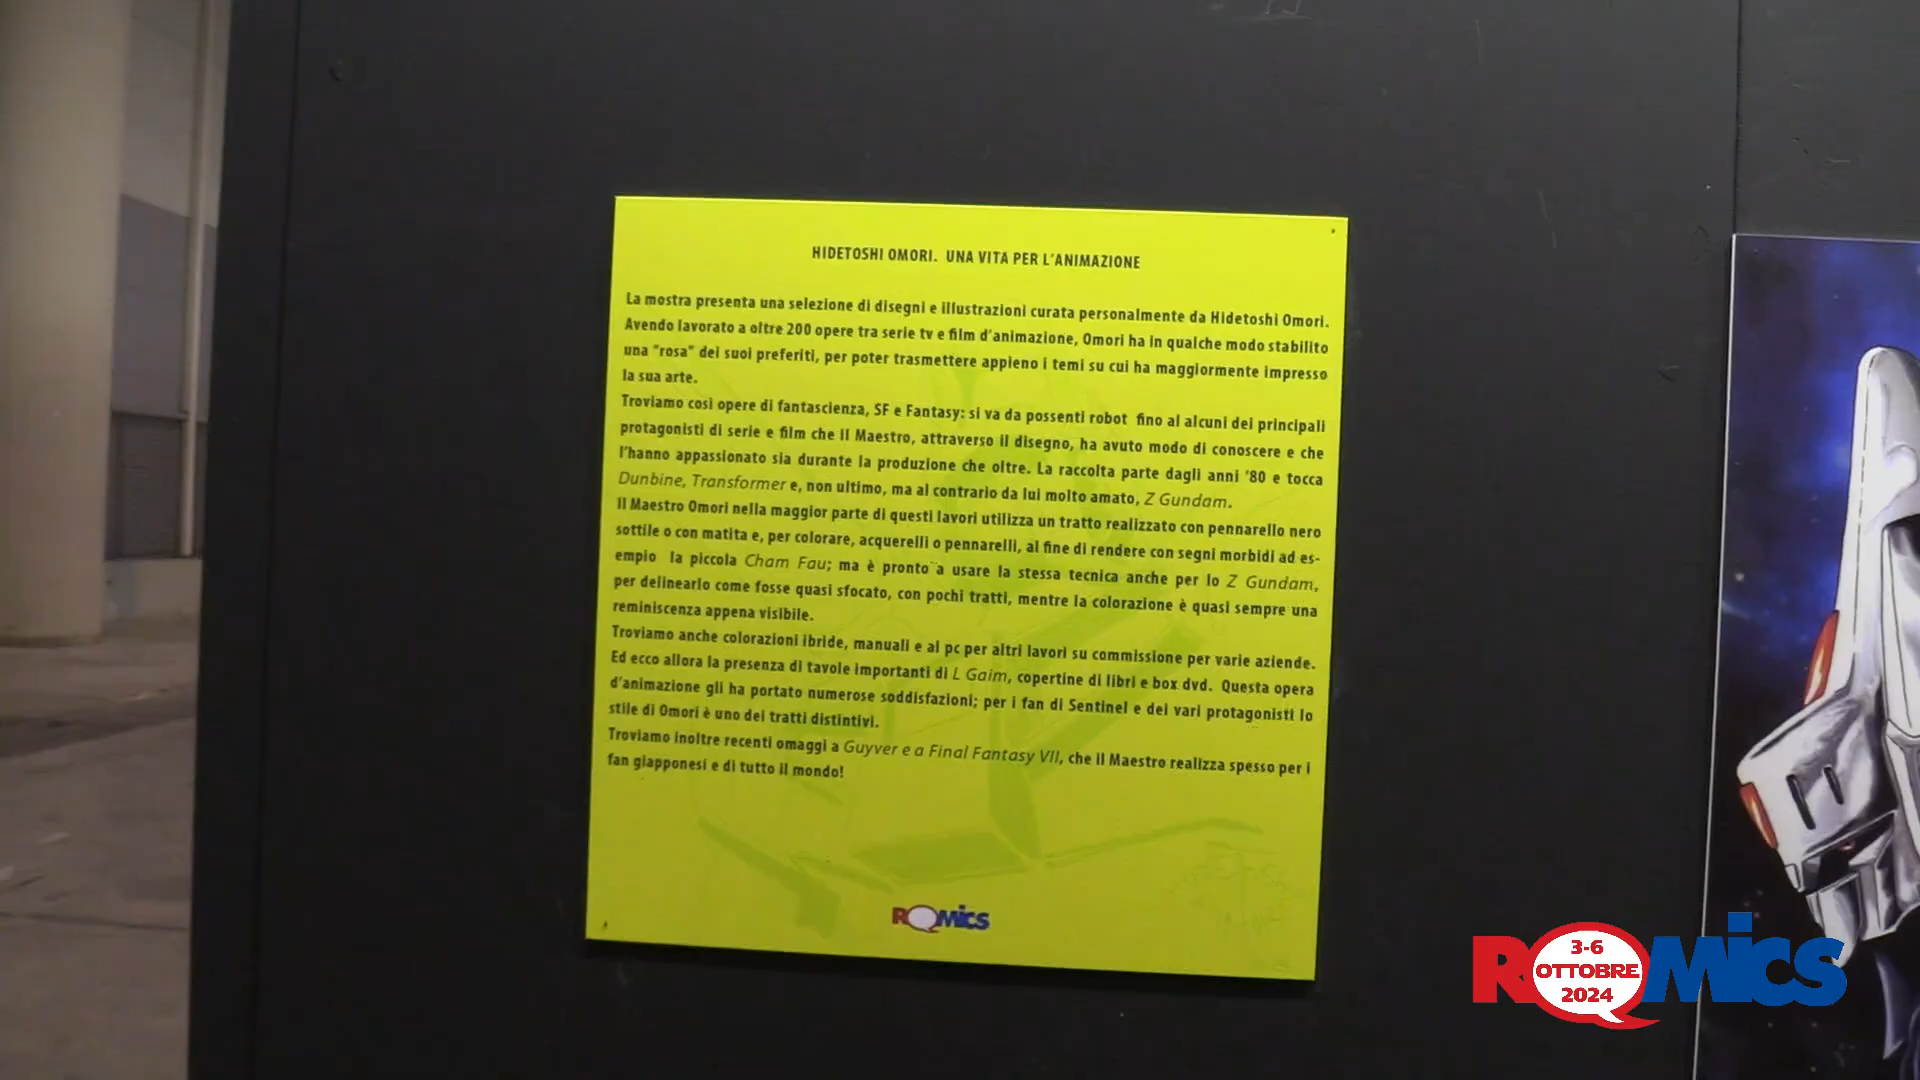 HIDETOSHI OMORI. UNA VITA PER L'ANIMAZIONE
La mostra presenta una selezione di disegni e illustrazioni curata personalmente da Hidetoshi Omori.
Avendo lavorato a oltre 200 opere tra serie tv e film d'animazione, Omori ha in qualche modo stabilito
una "rosa" dei suoi preferiti, per poter trasmettere appieno i temi su cui ha maggiormente impresso
la sua arte.
Troviamo così opere di fantascienza, SF e Fantasy: si va da possenti robot fino al alcuni dei principali
protagonisti di serie e film che il Maestro, attraverso il disegno, ha avuto modo di conoscere e che
l'hanno appassionato sia durante la produzione che oltre. La raccolta parte dagli anni '80 e tocca
Dunbine, Transformer e, non ultimo, ma al contrario da lui molto amato, Z Gundam.
Il Maestro Omori nella maggior parte di questi lavori utilizza un tratto realizzato con pennarello nero
sottile o con matita e, per colorare, acquerelli o pennarelli, al fine di rendere con segni morbidi ad es-
empio la piccola Cham Fau; ma è pronto a usare la stessa tecnica anche per lo Z Gundam,
per delinearlo come fosse quasi sfocato, con pochi tratti, mentre la colorazione è quasi sempre una
reminiscenza appena visibile.
Troviamo anche colorazioni ibride, manuali e al pc per altri lavori su commissione per varie aziende.
Ed ecco allora la presenza di tavole importanti di L Gaim, copertine di libri e box dvd. Questa opera
d'animazione gli ha portato numerose soddisfazioni; per i fan di Sentinel e dei vari protagonisti lo
stile di Omori è uno dei tratti distintivi.
Troviamo inoltre recenti omaggi a Guyver e a Final Fantasy VII, che il Maestro realizza spesso per i
fan giapponesi e di tutto il mondo!
ROMICS
ROMICS
3-6
OTTOBRE
2024